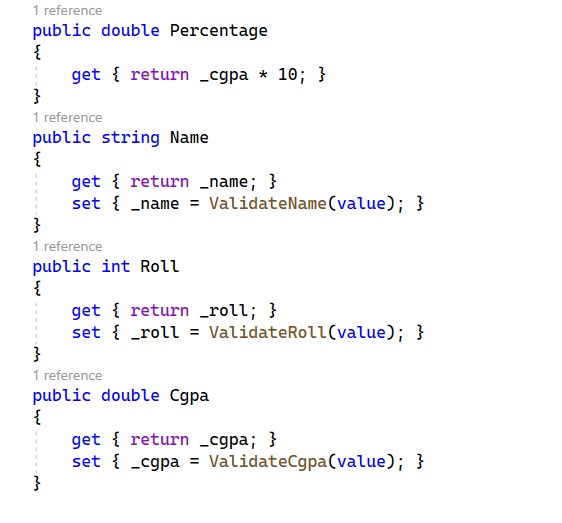 1 reference
public double Percentage
{
    get { return _cgpa * 10; }
}
1 reference
public string Name
{
    get { return _name; }
    set { _name = ValidateName(value); }
}
1 reference
public int Roll
{
    get { return _roll; }
    set { _roll = ValidateRoll(value); }
}
1 reference
public double Cgpa
{
    get { return _cgpa; }
    set { _cgpa = ValidateCgpa(value); }
}